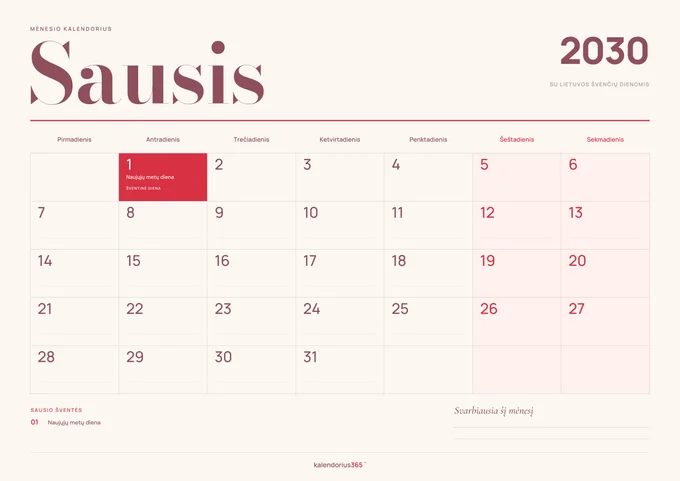 MĖNESIO KALENDORIUS
Sausis
2030
SU LIETUVOS ŠVENČIŲ DIENOMIS
Pirmadienis Antradienis Trečiadienis Ketvirtadienis Penktadienis Šeštadienis Sekmadienis
1 2 3 4 5 6
Naujųjų metų diena
ŠVENTINĖ DIENA
7 8 9 10 11 12 13
14 15 16 17 18 19 20
21 22 23 24 25 26 27
28 29 30 31
SAUSIO ŠVENTĖS
01 Naujųjų metų diena
Svarbiausia šį mėnesį
kalendorius365